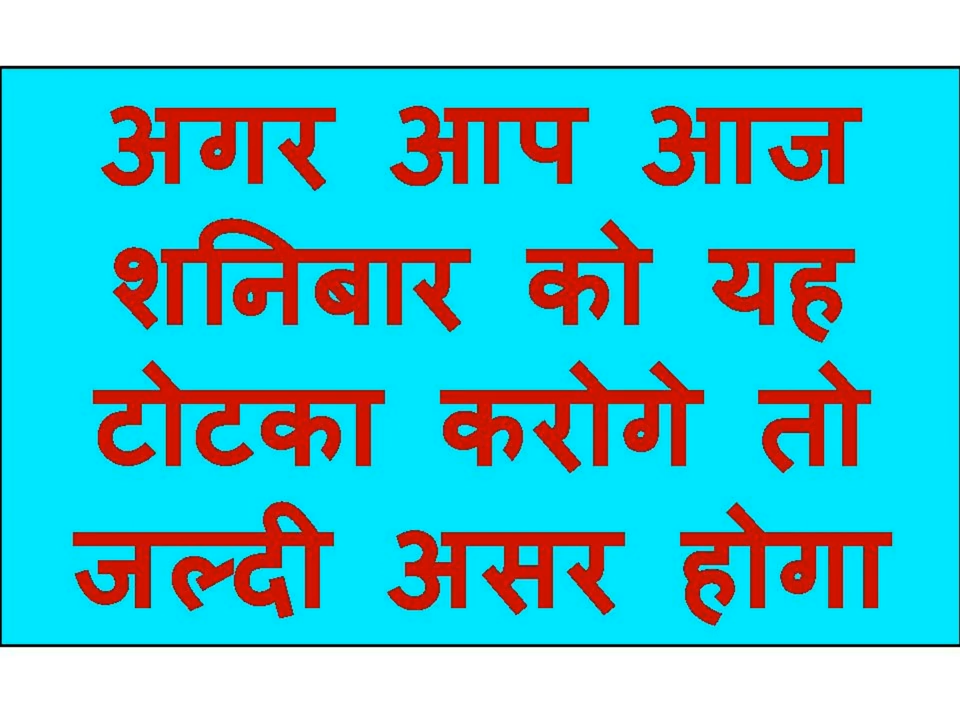 अगर आप आज
शनिबार को यह
टोटका करोगे तो
जल्दी असर होगा